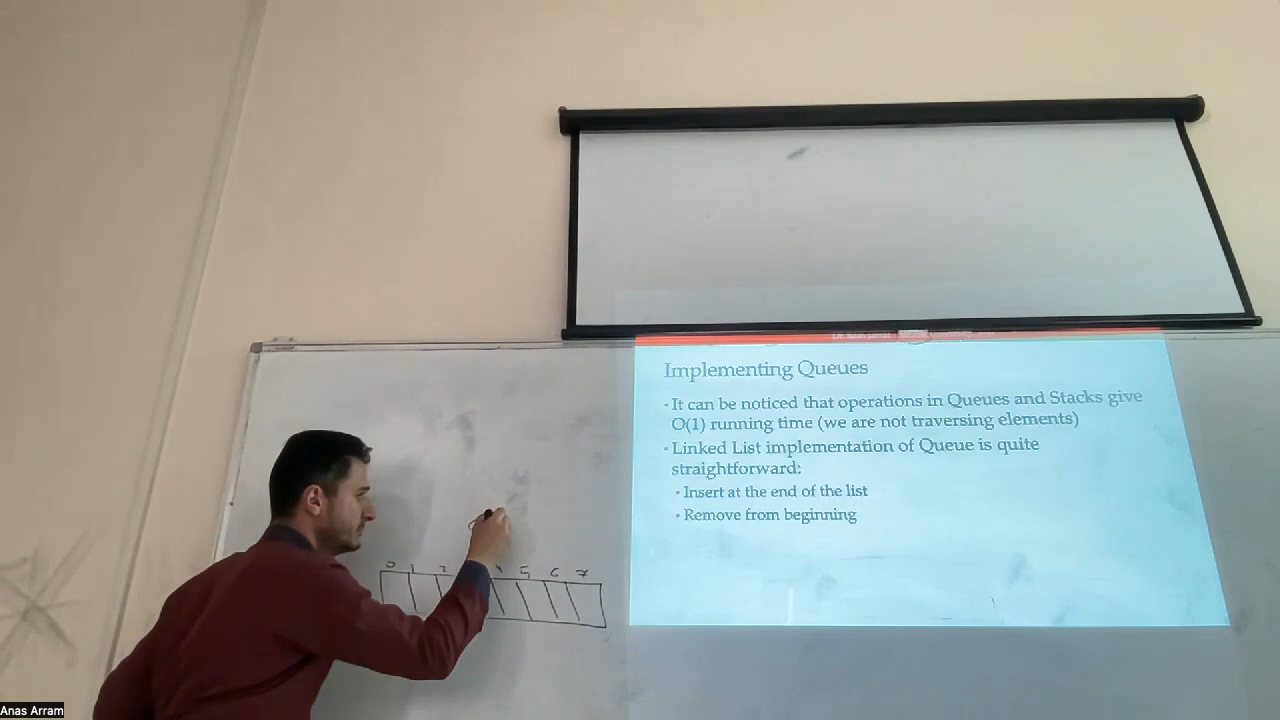 Implementing Queues
• It can be noticed that operations in Queues and Stacks give
O(1) running time (we are not traversing elements)
• Linked List implementation of Queue is quite
straightforward:
• Insert at the end of the list
• Remove from beginning
0 1 2 4 5 6 7
Anas Arram